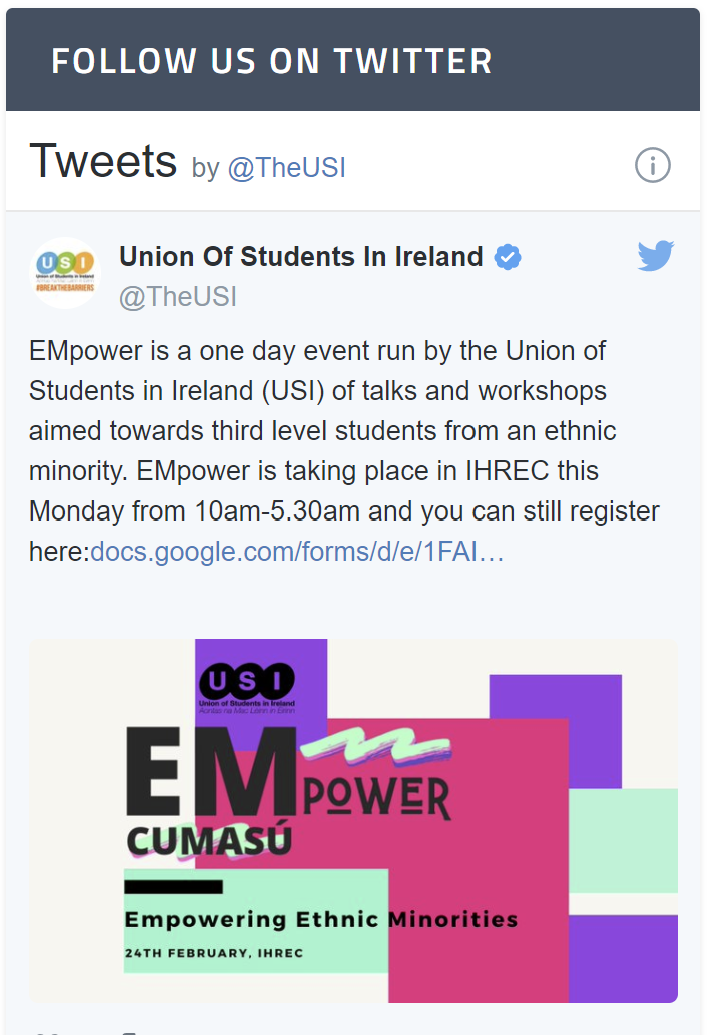 FOLLOW US ON TWITTER
Tweets by @TheUSI
USI
Union of Students in Ireland
#BREAKTHEBARRIERS
Union Of Students In Ireland
@TheUSI
EMpower is a one day event run by the Union of
Students in Ireland (USI) of talks and workshops
aimed towards third level students from an ethnic
minority. EMpower is taking place in IHREC this
Monday from 10am-5.30am and you can still register
here:docs.google.com/forms/d/e/1FAI…
USI
Union of Students in Ireland
Aontas na Mac Léinn in Éirinn
EMPOWER
CUMASÚ
Empowering Ethnic Minorities
24TH FEBRUARY, IHREC